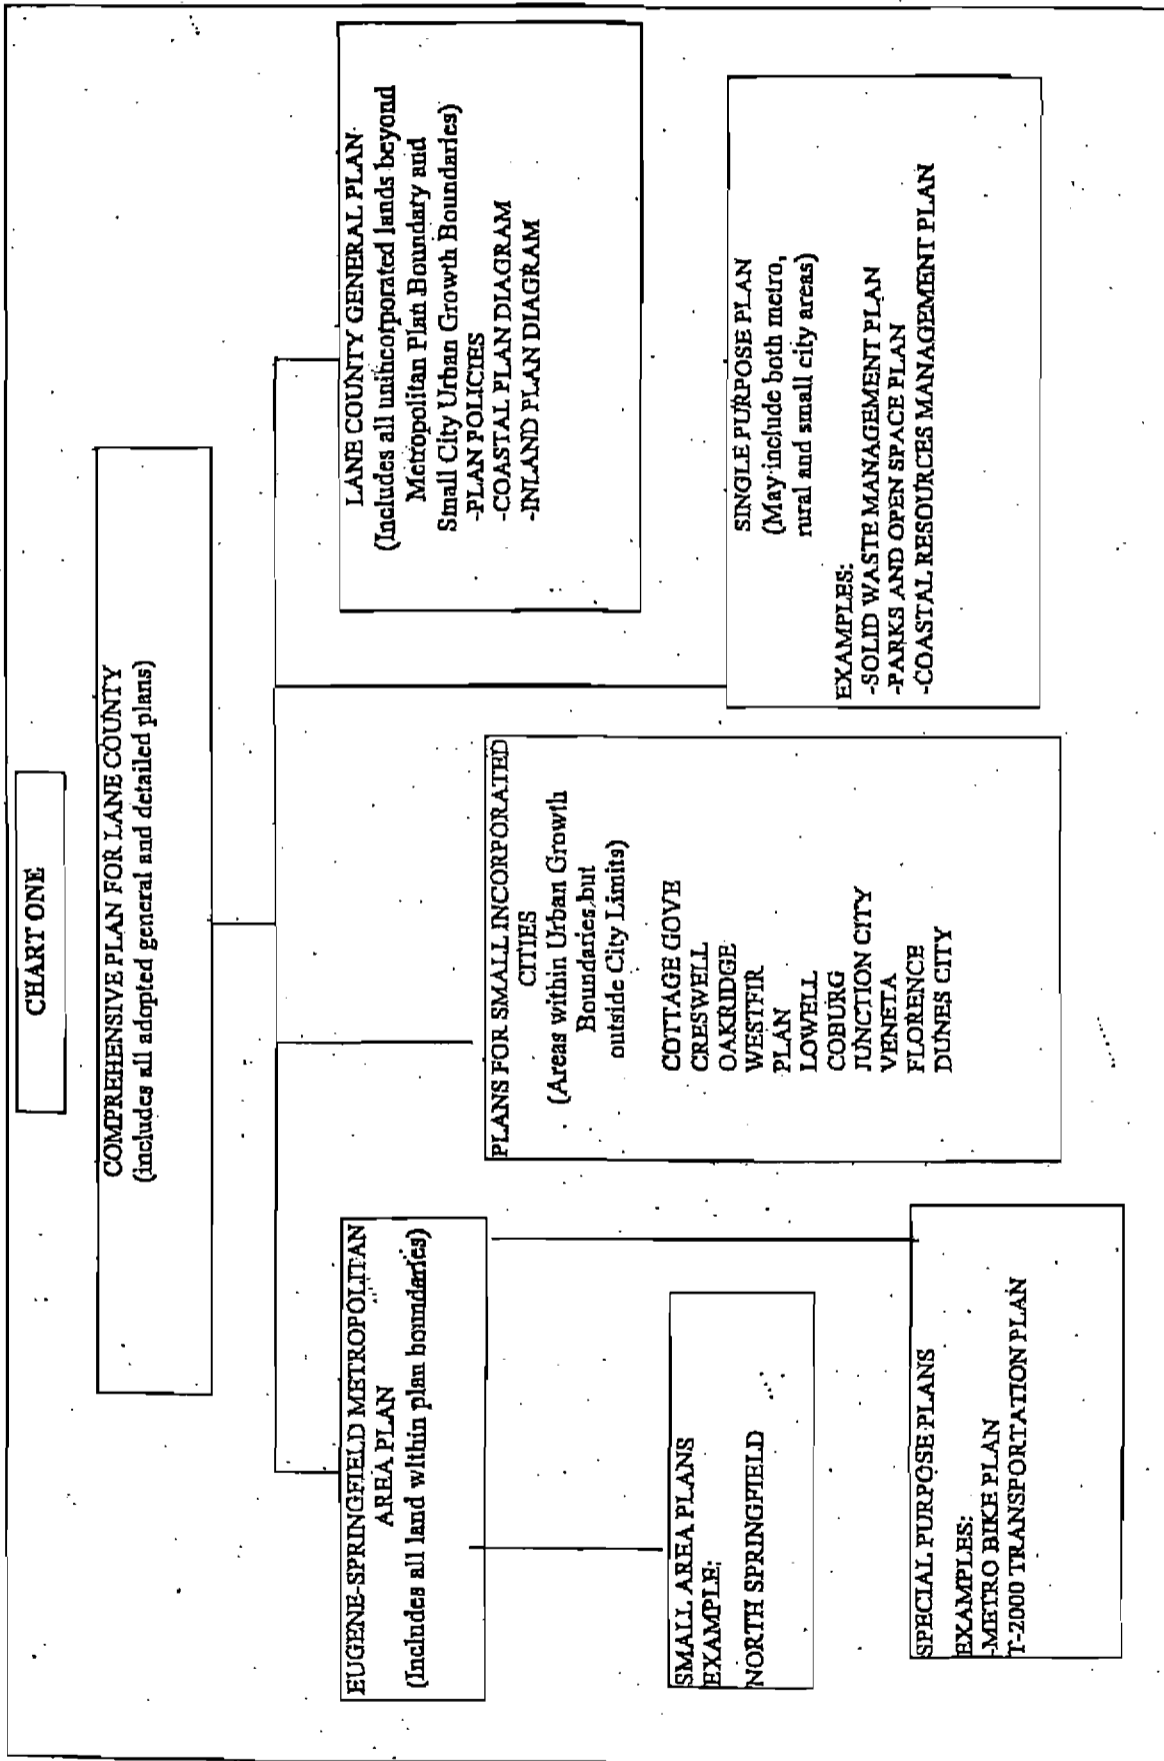 CHART ONE
COMPREHENSIVE PLAN FOR LANE COUNTY
(includes all adopted general and detailed plans)
EUGENE-SPRINGFIELD METROPOLITAN
AREA PLAN
(Includes all land within plan boundaries)
SMALL AREA PLANS
EXAMPLE:
NORTH SPRINGFIELD
SPECIAL PURPOSE PLANS
EXAMPLES:
-METRO BIKE PLAN
T-2000 TRANSPORTATION PLAN
PLANS FOR SMALL INCORPORATED
CITIES
(Areas within Urban Growth
Boundaries,but
outside City Limits)
COTTAGE GOVE
CRESWELL
OAKRIDGE
WESTFIR
PLAN
LOWELL
COBURG
JUNCTION CITY
VENETA
FLORENCE
DUNES CITY
LANE COUNTY GENERAL PLAN
(Includes all unincorporated lands beyond
Metropolitan Plan Boundary and
Small City Urban Growth Boundaries)
-PLAN POLICIES
-COASTAL PLAN DIAGRAM
-INLAND PLAN DIAGRAM
SINGLE PURPOSE PLAN
(May include both metro,
rural and small city areas)
EXAMPLES:
-SOLID WASTE MANAGEMENT PLAN
-PARKS AND OPEN SPACE PLAN
-COASTAL RESOURCES MANAGEMENT PLAN